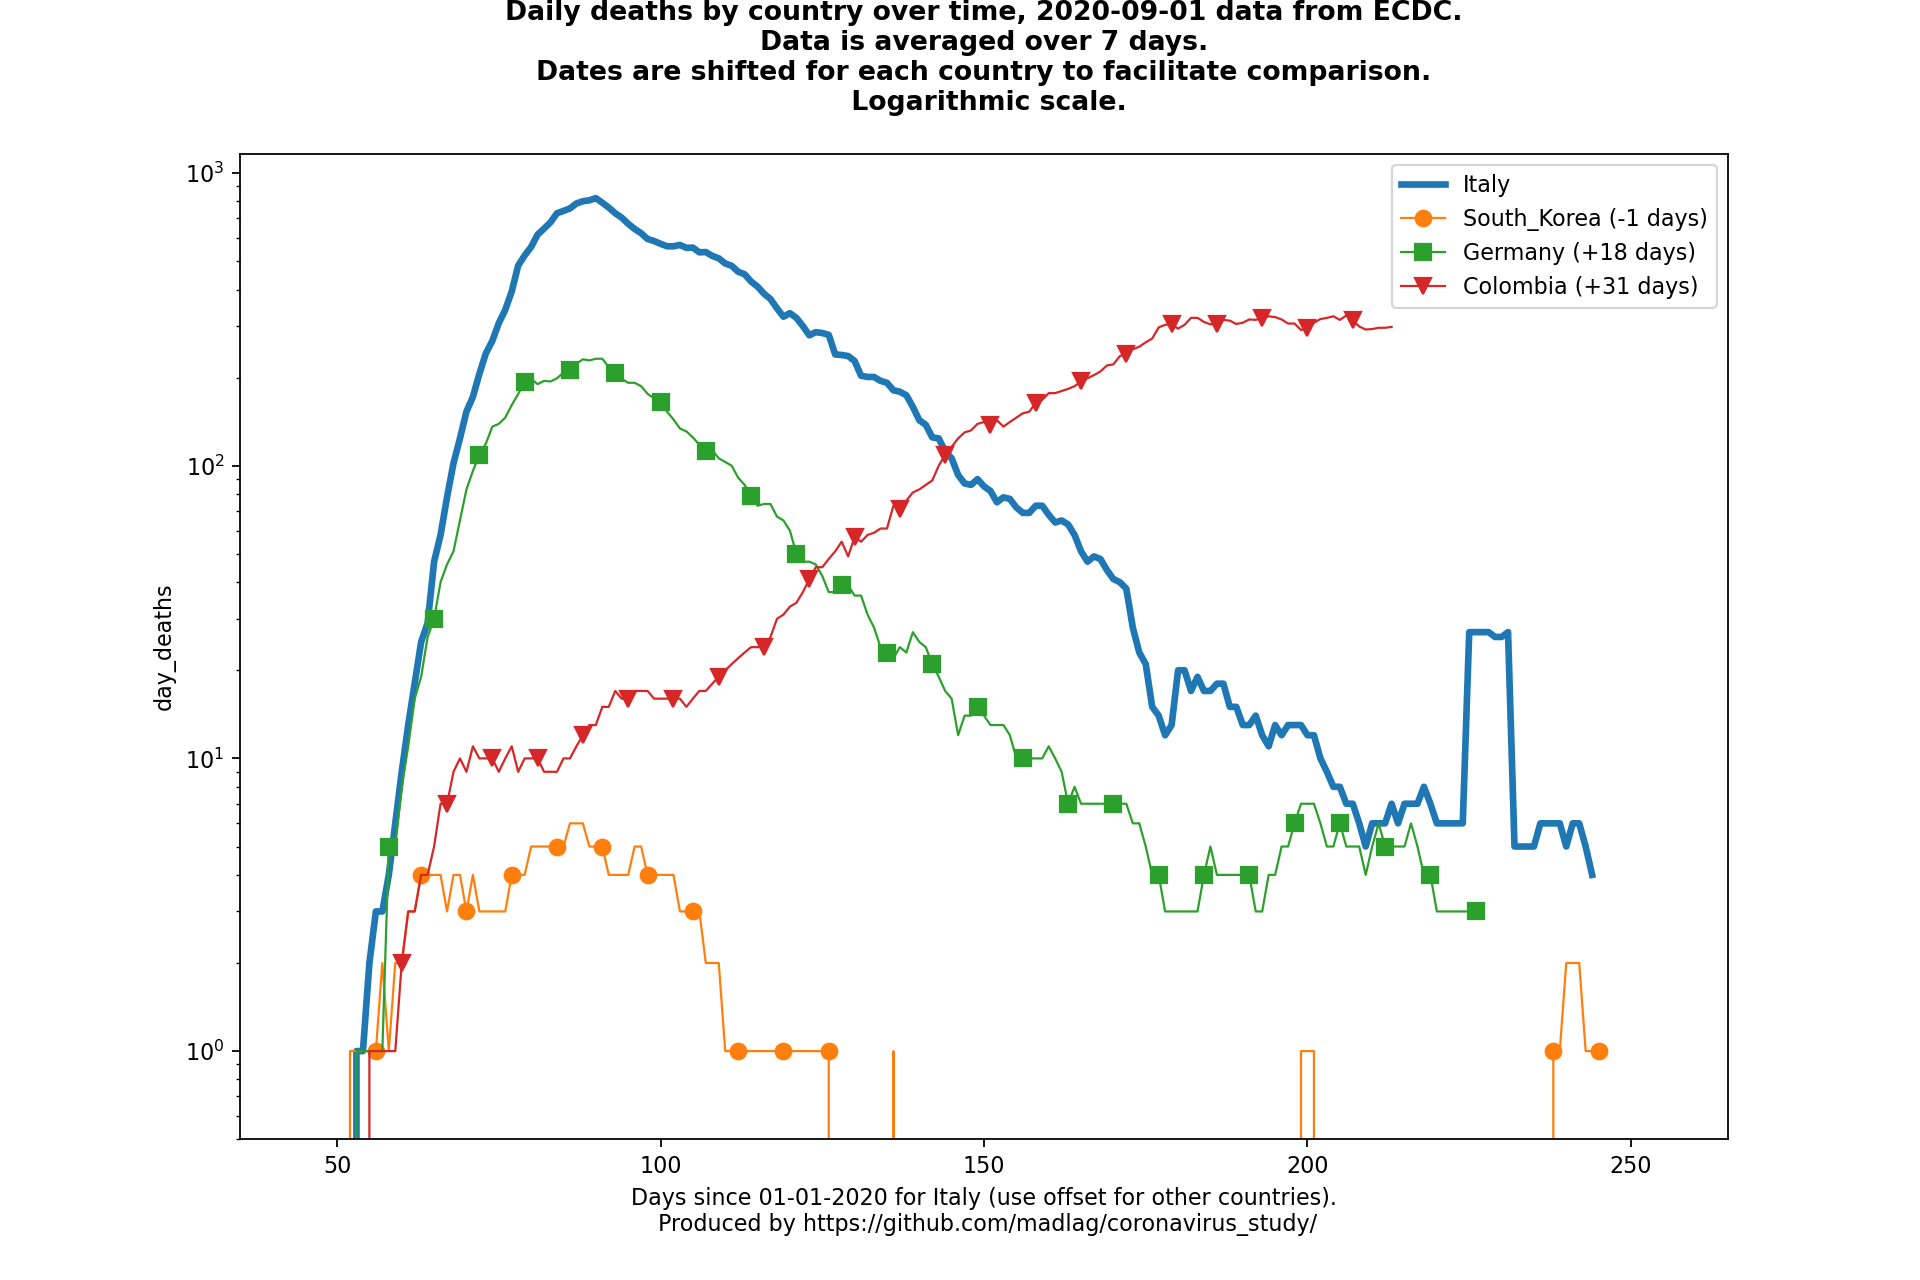 Daily deaths by country over time, 2020-09-01 data from ECDC.
Data is averaged over 7 days.
Dates are shifted for each country to facilitate comparison.
Logarithmic scale.
10³
10²
10¹
10⁰
day_deaths
Italy
South_Korea (-1 days)
Germany (+18 days)
Colombia (+31 days)
50 100 150 200 250
Days since 01-01-2020 for Italy (use offset for other countries).
Produced by https://github.com/madlag/coronavirus_study/